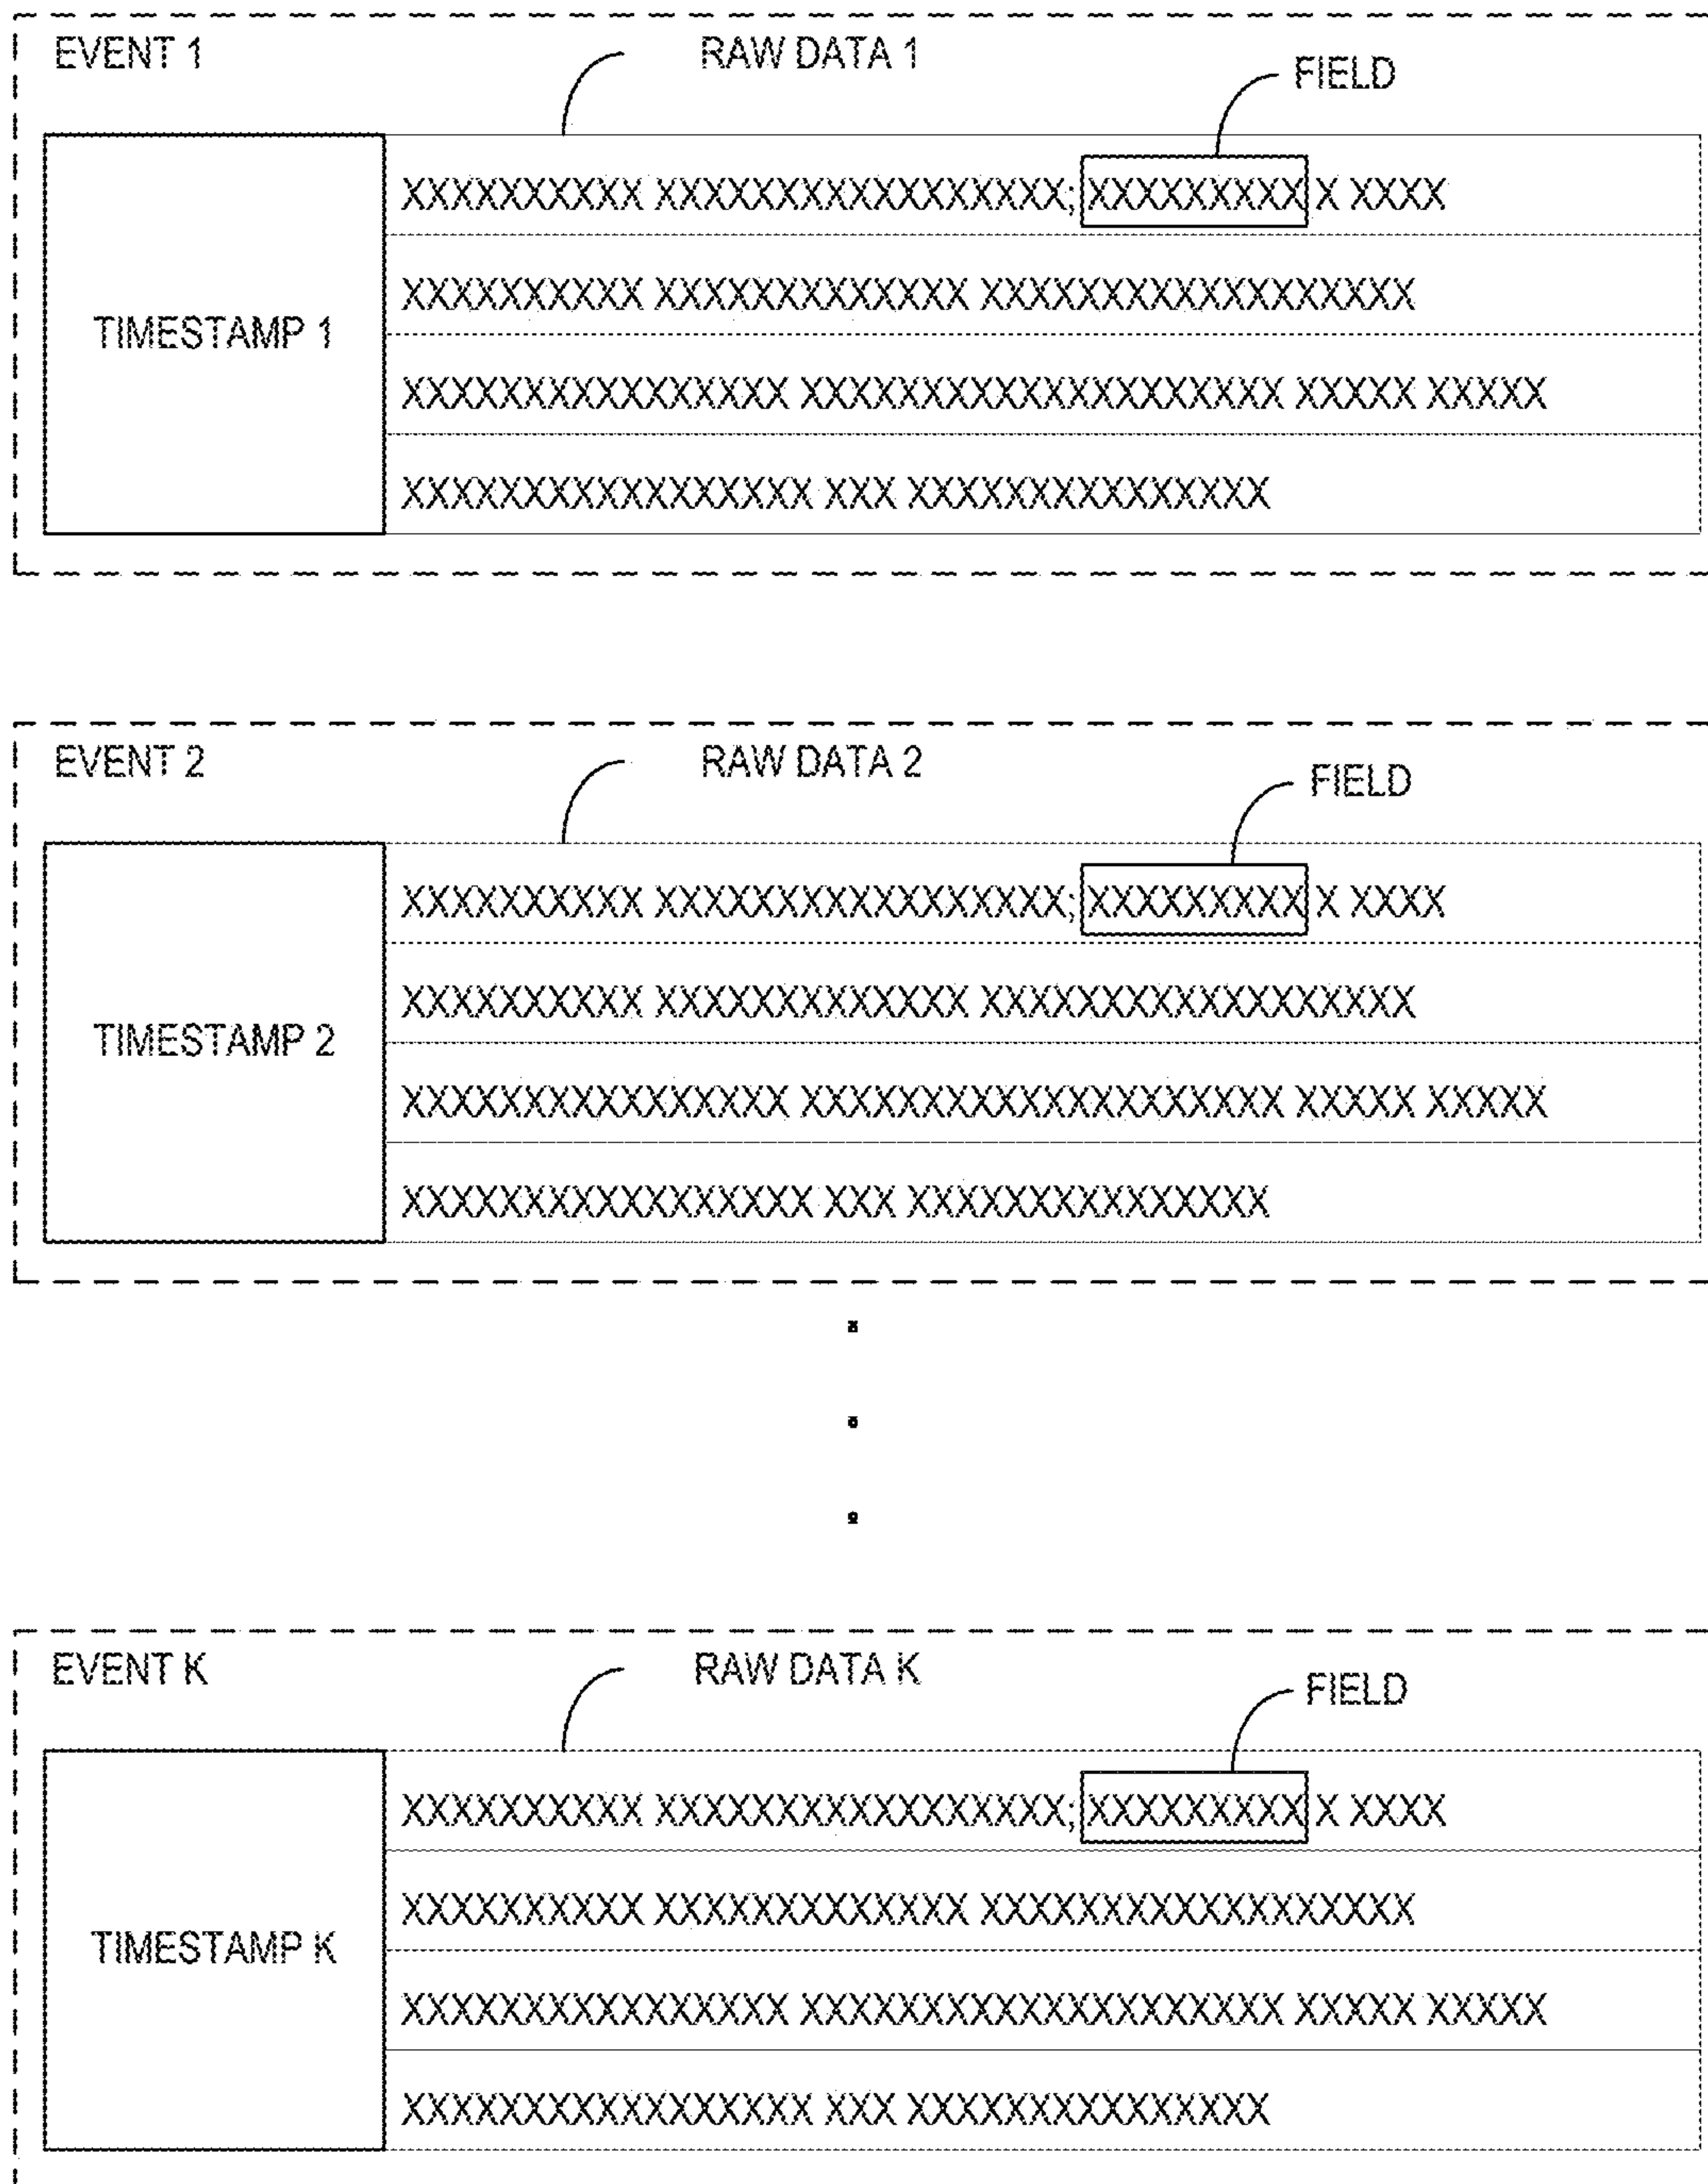 EVENT 1 RAW DATA 1 FIELD
XXXXXXXXXX XXXXXXXXXXXXXXXXX; XXXXXXXXX X XXXX
XXXXXXXXXX XXXXXXXXXXXXX XXXXXXXXXXXXXXXXXX
TIMESTAMP 1
XXXXXXXXXXXXXXXX XXXXXXXXXXXXXXXXXXXX XXXXX XXXXX
XXXXXXXXXXXXXXXXX XXX XXXXXXXXXXXXXXX
EVENT 2 RAW DATA 2 FIELD
XXXXXXXXXX XXXXXXXXXXXXXXXXX; XXXXXXXXX X XXXX
XXXXXXXXXX XXXXXXXXXXXXX XXXXXXXXXXXXXXXXXX
TIMESTAMP 2
XXXXXXXXXXXXXXXX XXXXXXXXXXXXXXXXXXXX XXXXX XXXXX
XXXXXXXXXXXXXXXXX XXX XXXXXXXXXXXXXXX
EVENT K RAW DATA K FIELD
XXXXXXXXXX XXXXXXXXXXXXXXXXX; XXXXXXXXX X XXXX
XXXXXXXXXX XXXXXXXXXXXXX XXXXXXXXXXXXXXXXXX
TIMESTAMP K
XXXXXXXXXXXXXXXX XXXXXXXXXXXXXXXXXXXX XXXXX XXXXX
XXXXXXXXXXXXXXXXX XXX XXXXXXXXXXXXXXX